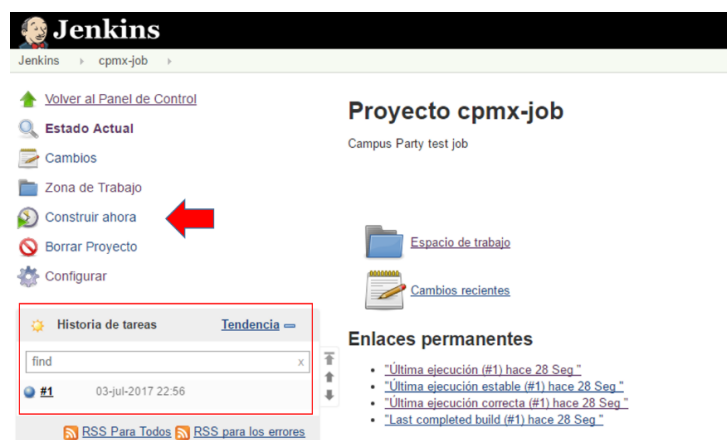 Jenkins
Jenkins cpmx-job
Volver al Panel de Control
Estado Actual
Cambios
Zona de Trabajo
Construir ahora
Borrar Proyecto
Configurar
Historia de tareas Tendencia
find x
#1 03-jul-2017 22:56
RSS Para Todos RSS para los errores
Proyecto cpmx-job
Campus Party test job
Espacio de trabajo
Cambios recientes
Enlaces permanentes
"Última ejecución (#1) hace 28 Seg "
"Última ejecución estable (#1) hace 28 Seg "
"Última ejecución correcta (#1) hace 28 Seg "
"Last completed build (#1) hace 28 Seg "